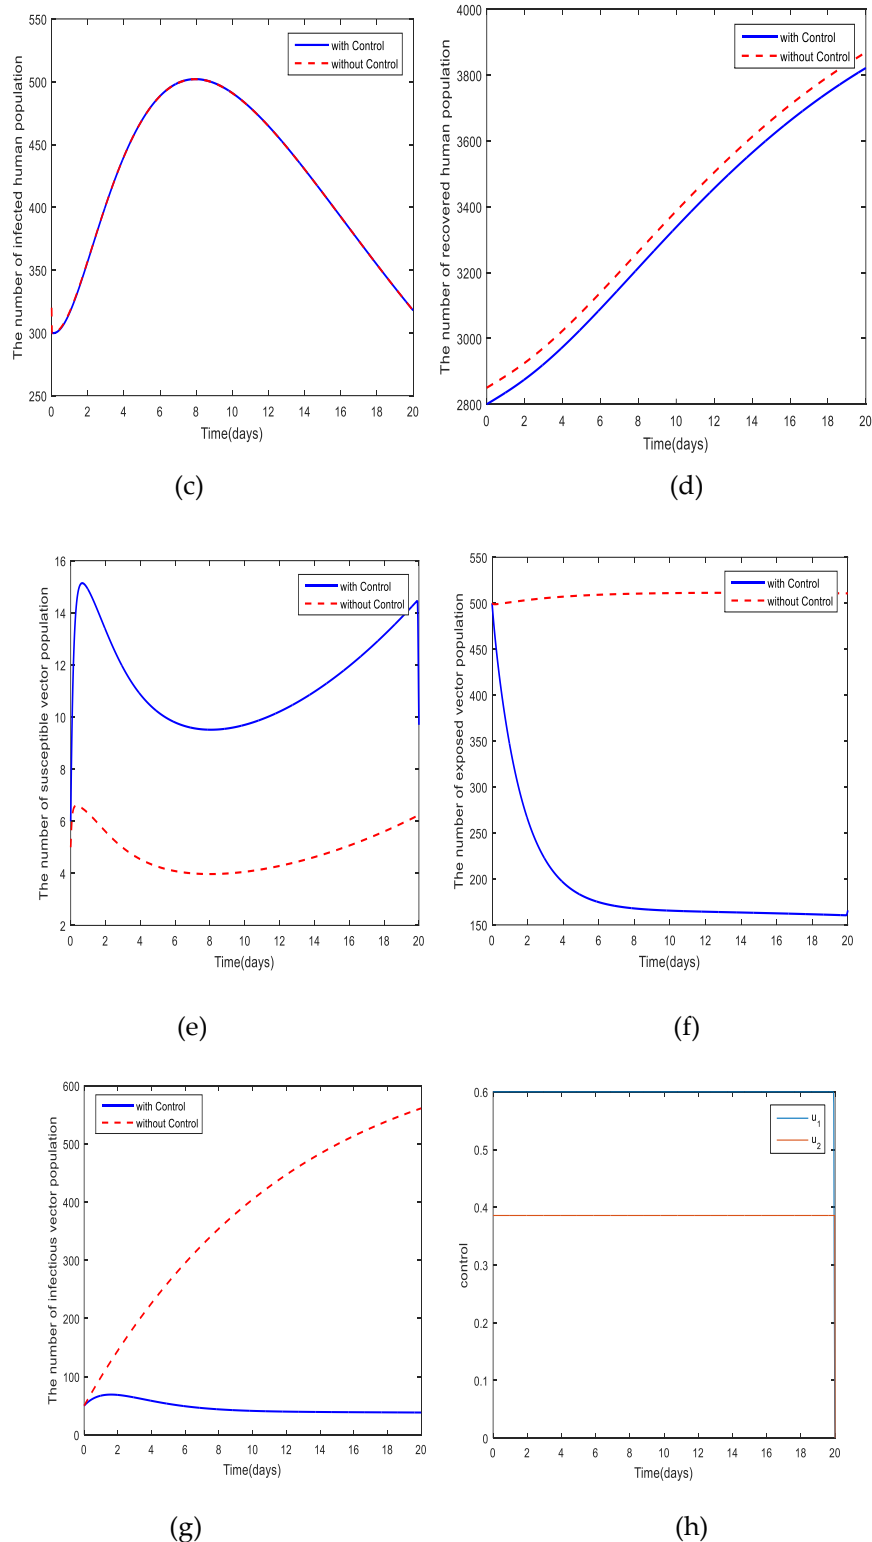 550
500
450
400
350
300
250
The number of infected human population
with Control
without Control
0 2 4 6 8 10 12 14 16 18 20
Time(days)
(c)
4000
3800
3600
3400
3200
3000
2800
The number of recovered human population
with Control
without Control
0 2 4 6 8 10 12 14 16 18 20
Time(days)
(d)
16
14
12
10
8
6
4
2
The number of susceptible vector population
with Control
without Control
0 2 4 6 8 10 12 14 16 18 20
Time(days)
(e)
550
500
450
400
350
300
250
200
150
The number of exposed vector population
with Control
without Control
0 2 4 6 8 10 12 14 16 18 20
Time(days)
(f)
600
500
400
300
200
100
0
The number of infectious vector population
with Control
without Control
0 2 4 6 8 10 12 14 16 18 20
Time(days)
(g)
0.6
0.5
0.4
0.3
0.2
0.1
0
control
u1
u2
0 2 4 6 8 10 12 14 16 18 20
Time(days)
(h)